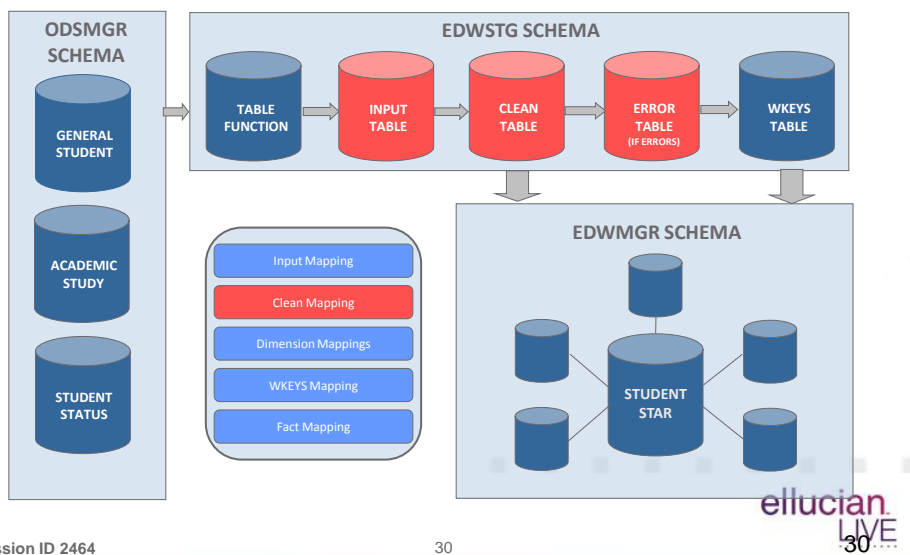 ODSMGR
SCHEMA
GENERAL
STUDENT
ACADEMIC
STUDY
STUDENT
STATUS
EDWSTG SCHEMA
TABLE
FUNCTION
INPUT
TABLE
CLEAN
TABLE
ERROR
TABLE
(IF ERRORS)
WKEYS
TABLE
Input Mapping
Clean Mapping
Dimension Mappings
WKEYS Mapping
Fact Mapping
EDWMGR SCHEMA
STUDENT
STAR
ellucian.
LIVE
ssion ID 2464
30
30